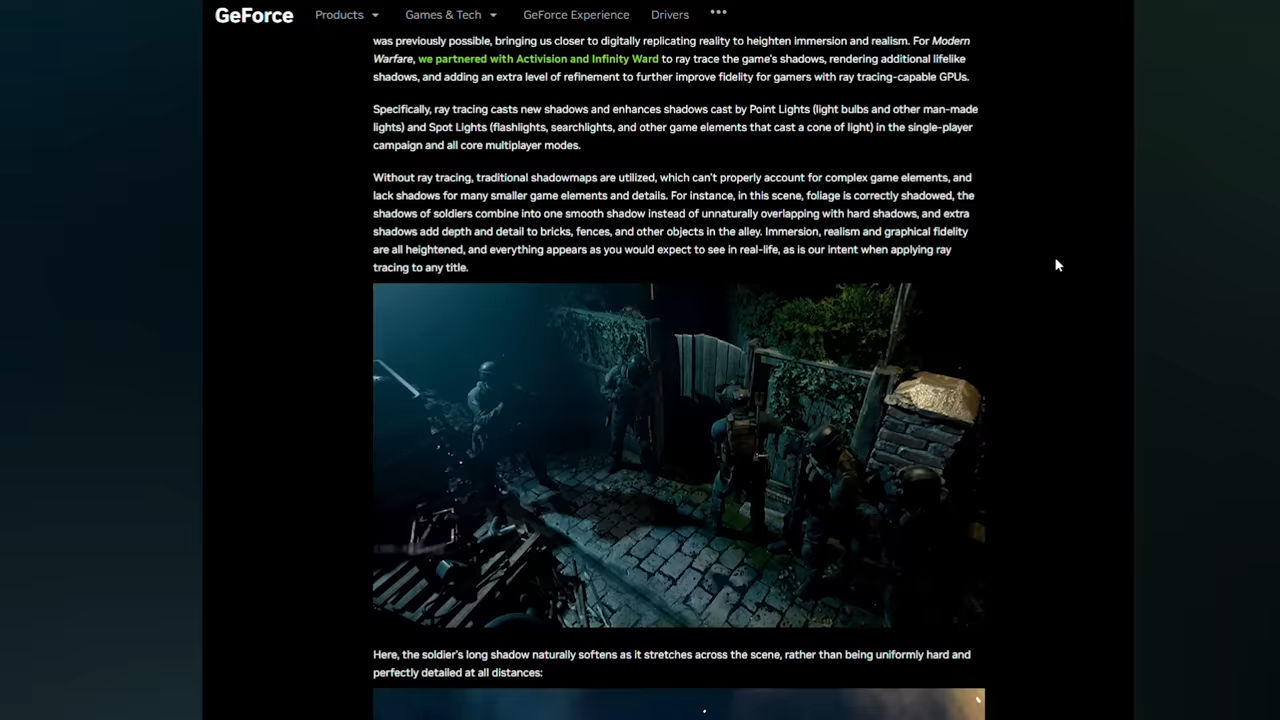 GeForce
Products
Games & Tech
GeForce Experience
Drivers
was previously possible, bringing us closer to digitally replicating reality to heighten immersion and realism. For Modern
Warfare, we partnered with Activision and Infinity Ward to ray trace the game's shadows, rendering additional lifelike
shadows, and adding an extra level of refinement to further improve fidelity for gamers with ray tracing-capable GPUs.
Specifically, ray tracing casts new shadows and enhances shadows cast by Point Lights (light bulbs and other man-made
lights) and Spot Lights (flashlights, searchlights, and other game elements that cast a cone of light) in the single-player
campaign and all core multiplayer modes.
Without ray tracing, traditional shadowmaps are utilized, which can't properly account for complex game elements, and
lack shadows for many smaller game elements and details. For instance, in this scene, foliage is correctly shadowed, the
shadows of soldiers combine into one smooth shadow instead of unnaturally overlapping with hard shadows, and extra
shadows add depth and detail to bricks, fences, and other objects in the alley. Immersion, realism and graphical fidelity
are all heightened, and everything appears as you would expect to see in real-life, as is our intent when applying ray
tracing to any title.
Here, the soldier's long shadow naturally softens as it stretches across the scene, rather than being uniformly hard and
perfectly detailed at all distances: